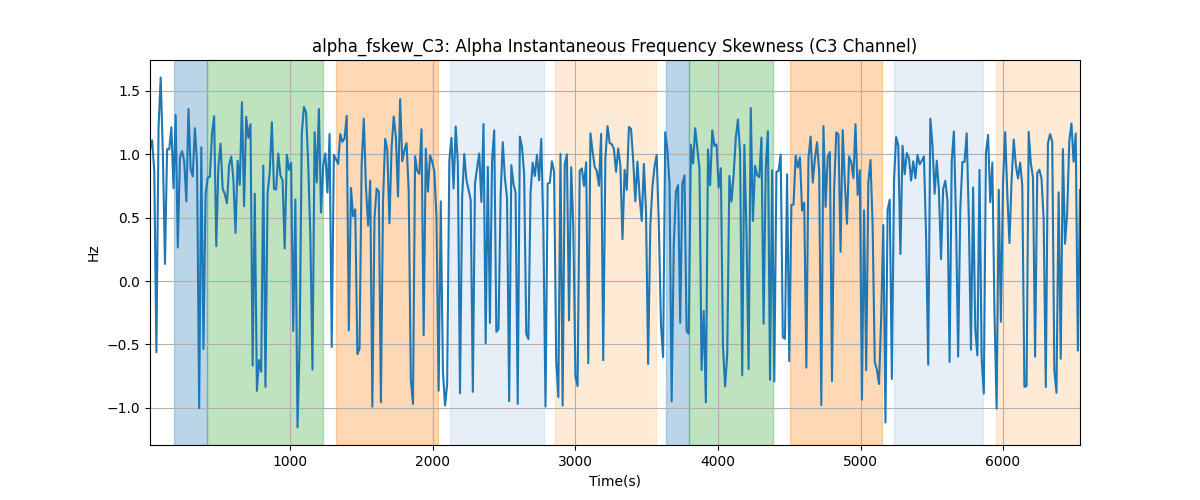 alpha_fskew_C3: Alpha Instantaneous Frequency Skewness (C3 Channel)
1.5
1.0
0.5
0.0
−0.5
−1.0
Hz
1000 2000 3000 4000 5000 6000
Time(s)